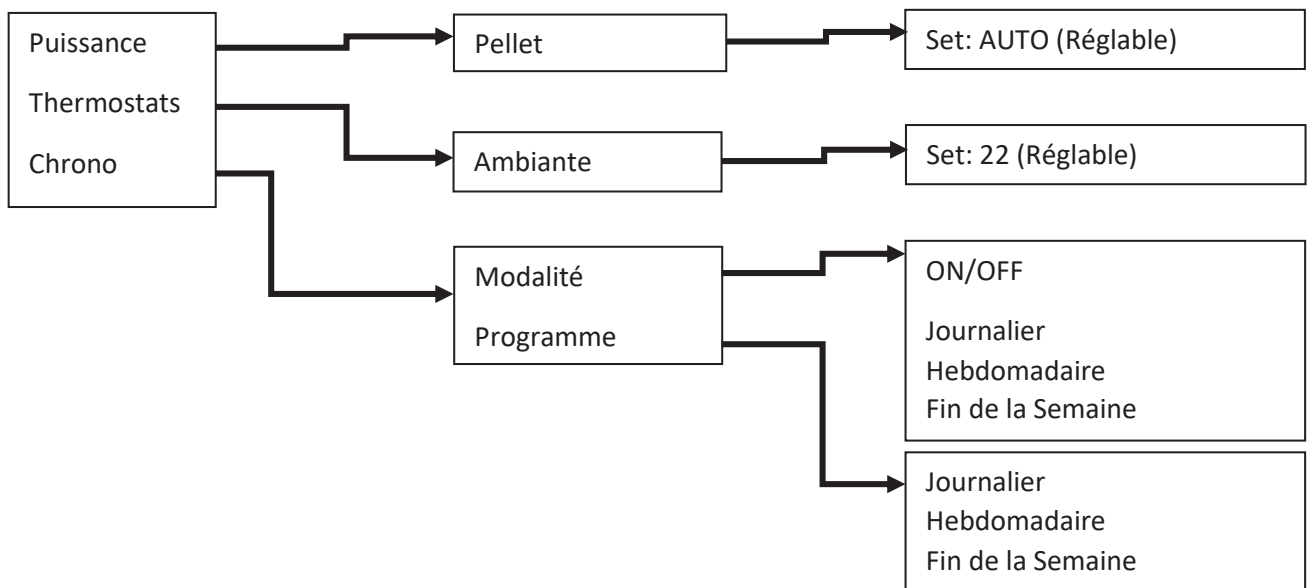 Puissance
Thermostats
Chrono
Pellet
Set: AUTO (Réglable)
Ambiante
Set: 22 (Réglable)
Modalité
Programme
ON/OFF
Journalier
Hebdomadaire
Fin de la Semaine
Journalier
Hebdomadaire
Fin de la Semaine